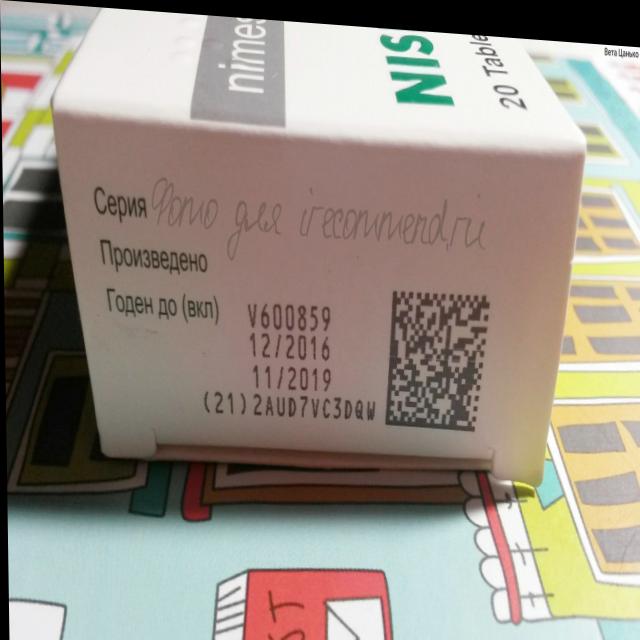 Вета Цанько
nimes
NIS
20 Table
Серия Фото для irecommend.ru
Произведено
Годен до (вкл)
V600859
12/2016
11/2019
(21)2AUD7VC3DQW
ST